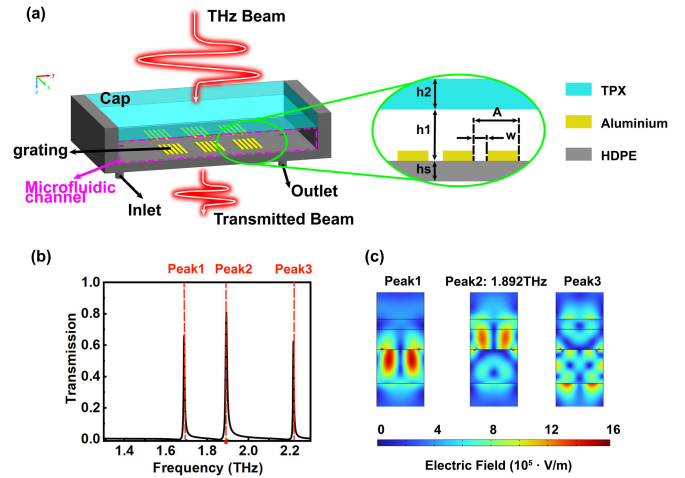 (a)
THz Beam
Cap
grating
Microfluidic
channel
Inlet
Outlet
Transmitted Beam
h2
h1
hs
A
w
TPX
Aluminium
HDPE
x
y
z
(b)
Peak1 Peak2 Peak3
Transmission
1.0
0.8
0.6
0.4
0.2
0.0
1.4 1.6 1.8 2.0 2.2
Frequency (THz)
(c)
Peak1 Peak2: 1.892THz Peak3
0 4 8 12 16
Electric Field (10⁵ · V/m)